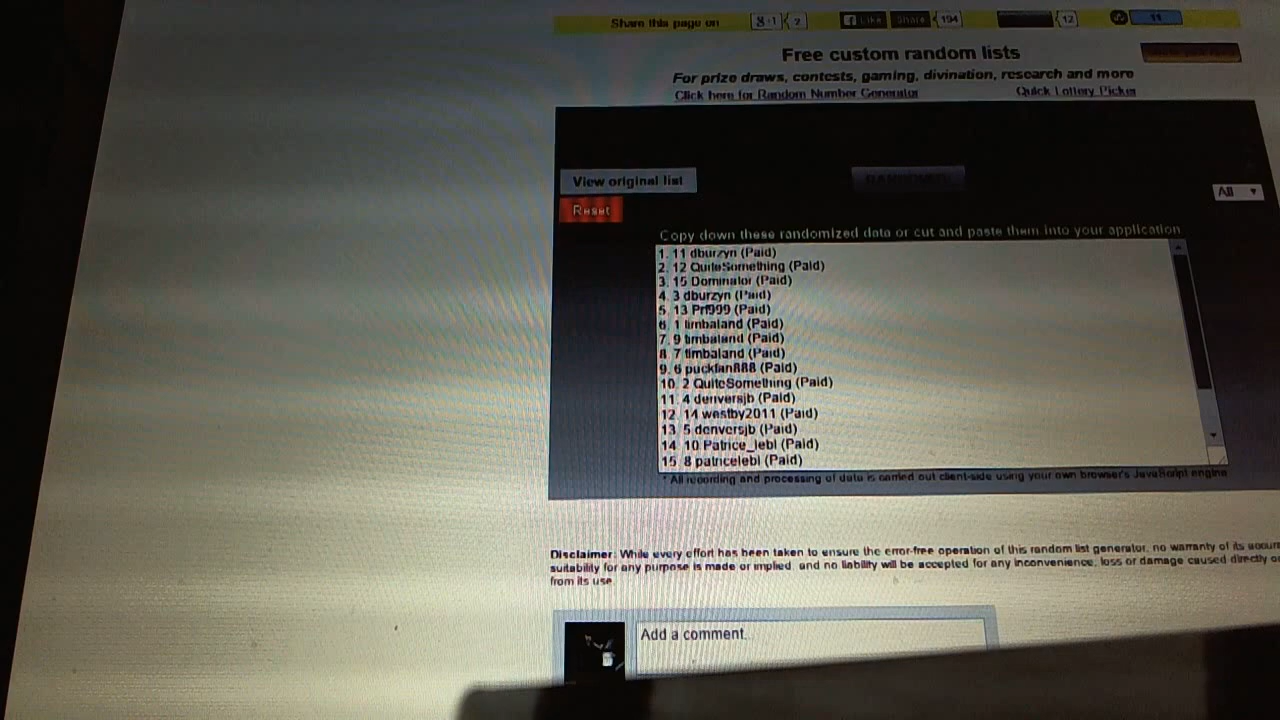 Share this page on
g+1 2
Like Share 194
12
11
Free custom random lists
For prize draws, contests, gaming, divination, research and more
Click here for Random Number Generator Quick Lottery Picker
View original list
All
Reset
Copy down these randomized data or cut and paste them into your application
1. 11 dburzyn (Paid)
2. 12 QuiteSomething (Paid)
3. 15 Dominator (Paid)
4. 3 dburzyn (Paid)
5. 13 Prf999 (Paid)
6. 1 timbaland (Paid)
7. 9 timbaland (Paid)
8. 7 timbaland (Paid)
9. 6 puckfan888 (Paid)
10. 2 QuiteSomething (Paid)
11. 4 denversjb (Paid)
12. 14 westby2011 (Paid)
13. 5 denversjb (Paid)
14. 10 Patrice_lebl (Paid)
15. 8 patricelebl (Paid)
* All recording and processing of data is carried out client-side using your own browser's JavaScript engine
Disclaimer: While every effort has been taken to ensure the error-free operation of this random list generator, no warranty of its
suitability for any purpose is made or implied, and no liability will be accepted for any inconvenience, loss or damage caused directly
from its use.
Add a comment.